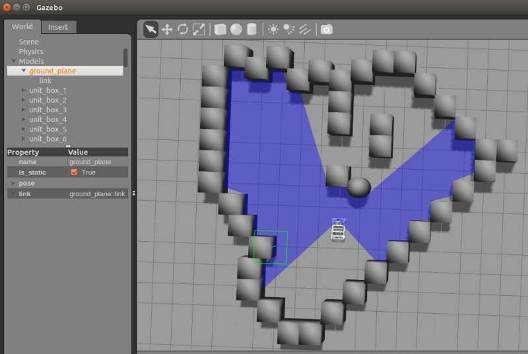 Gazebo
World Insert
Scene
Physics
Models
ground_plane
link
unit_box_1
unit_box_2
unit_box_3
unit_box_4
unit_box_5
unit_box_6
Property Value
name ground_plane
is_static True
pose
link ground_plane::link